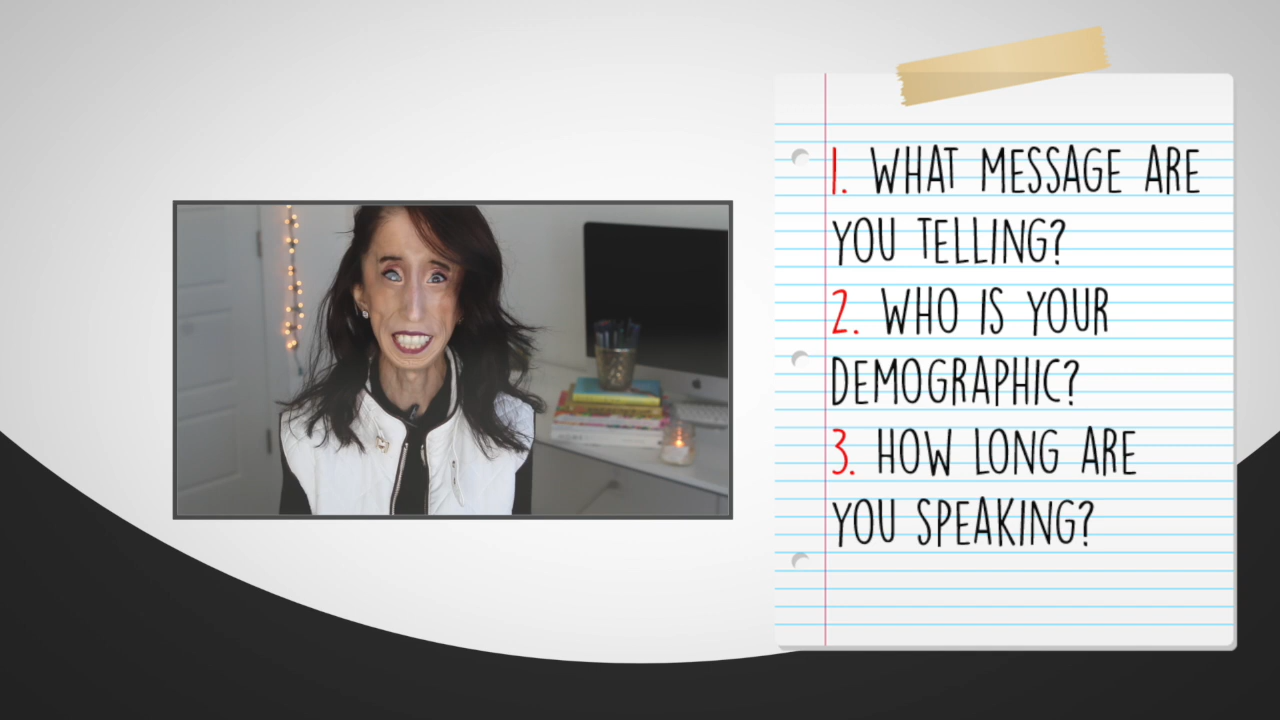 1. WHAT MESSAGE ARE
YOU TELLING?
2. WHO IS YOUR
DEMOGRAPHIC?
3. HOW LONG ARE
YOU SPEAKING?